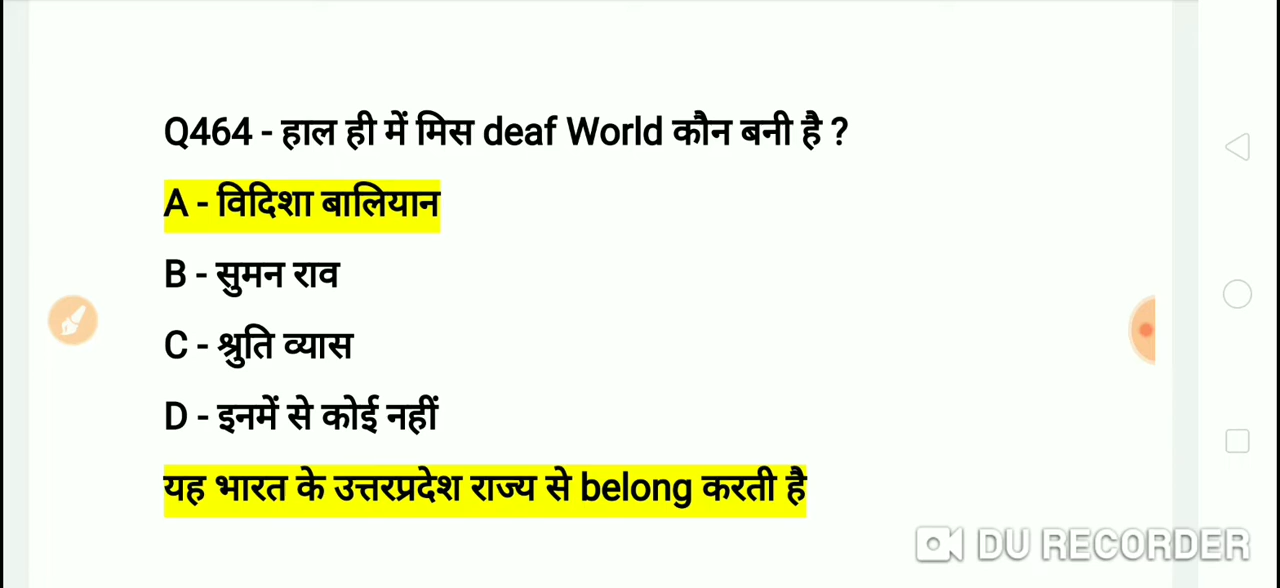 Q464 - हाल ही में मिस deaf World कौन बनी है ?
A - विदिशा बालियान
B - सुमन राव
C - श्रुति व्यास
D - इनमें से कोई नहीं
यह भारत के उत्तरप्रदेश राज्य से belong करती है
DU RECORDER